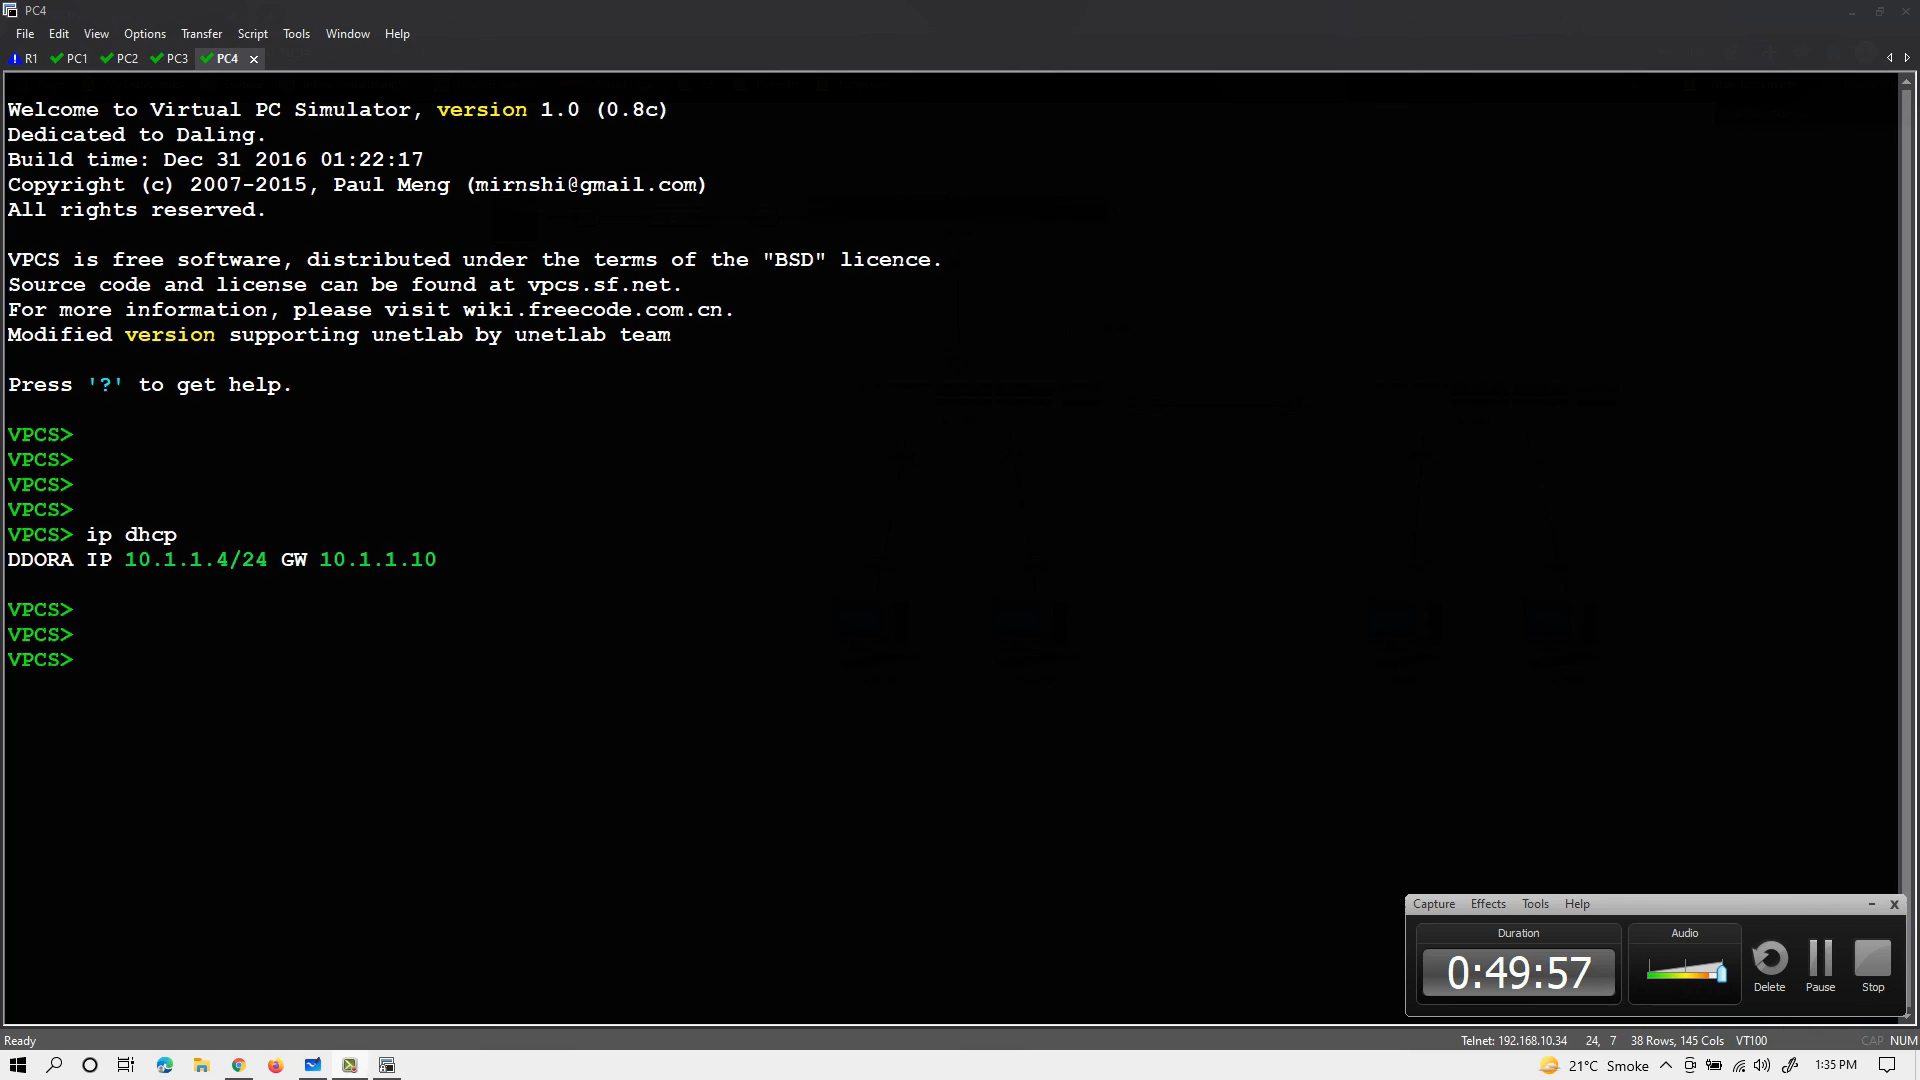 PC4
File Edit View Options Transfer Script Tools Window Help
R1 PC1 PC2 PC3 PC4
Welcome to Virtual PC Simulator, version 1.0 (0.8c)
Dedicated to Daling.
Build time: Dec 31 2016 01:22:17
Copyright (c) 2007-2015, Paul Meng (mirnshi@gmail.com)
All rights reserved.
VPCS is free software, distributed under the terms of the "BSD" licence.
Source code and license can be found at vpcs.sf.net.
For more information, please visit wiki.freecode.com.cn.
Modified version supporting unetlab by unetlab team
Press '?' to get help.
VPCS>
VPCS>
VPCS>
VPCS>
VPCS> ip dhcp
DDORA IP 10.1.1.4/24 GW 10.1.1.10
VPCS>
VPCS>
VPCS>
Capture Effects Tools Help
Duration Audio
0:49:57
Delete Pause Stop
Ready Telnet: 192.168.10.34 24, 7 38 Rows, 145 Cols VT100 CAP NUM
21°C Smoke 1:35 PM